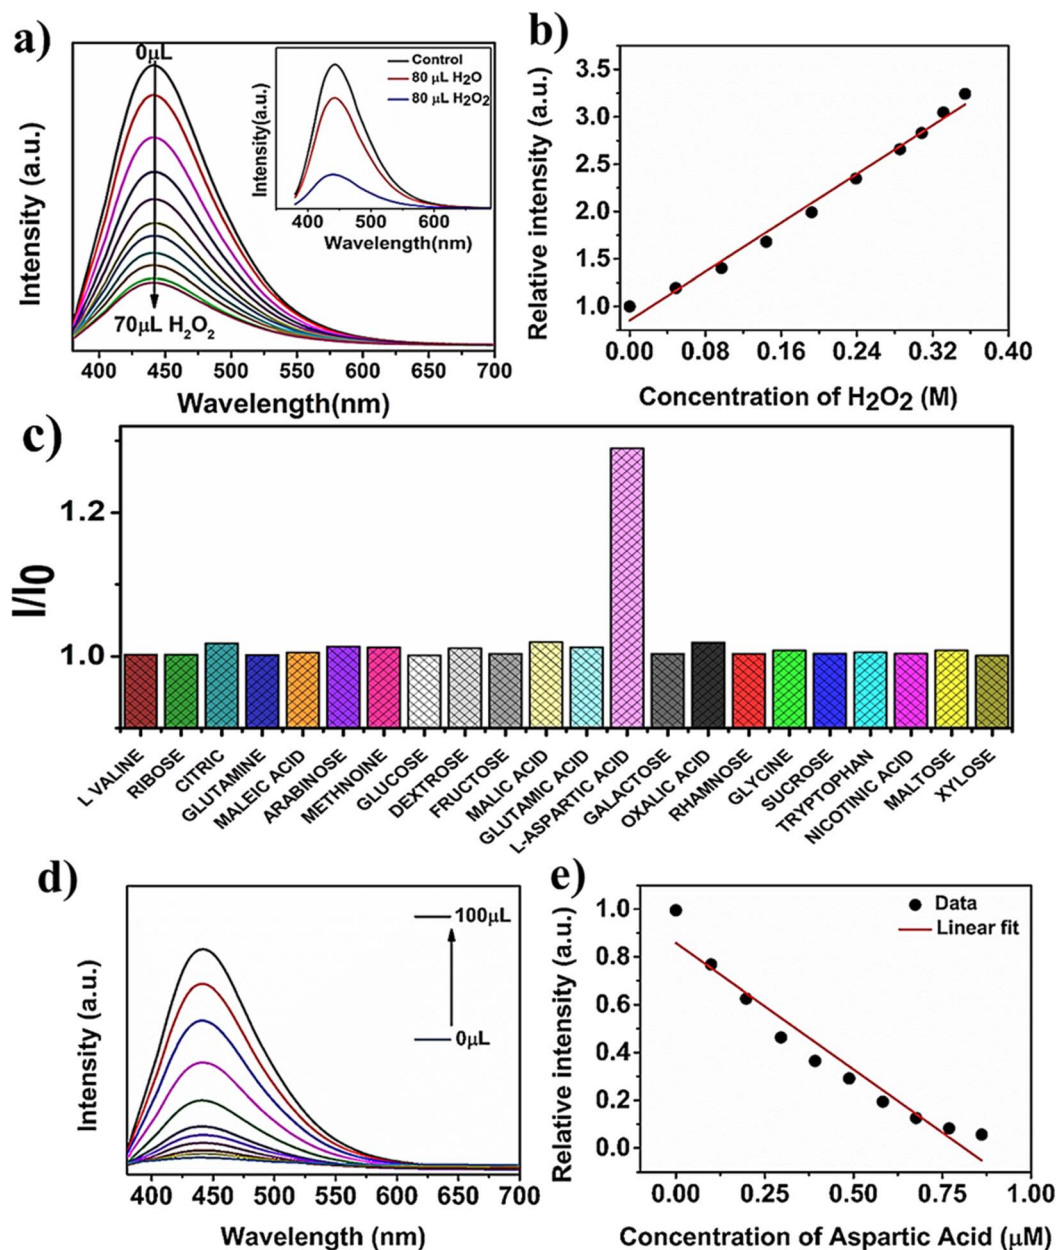 a)
0μL
70μL H₂O₂
Intensity (a.u.)
400 450 500 550 600 650 700
Wavelength(nm)
Control
80 μL H2O
80 μL H2O2
Intensity(a.u.)
400 500 600
Wavelength(nm)
b)
Relative intensity (a.u.)
3.5
3.0
2.5
2.0
1.5
1.0
0.00 0.08 0.16 0.24 0.32 0.40
Concentration of H2O2 (M)
c)
I/I0
1.2
1.0
L VALINE
RIBOSE
CITRIC
GLUTAMINE
MALEIC ACID
ARABINOSE
METHNOINE
GLUCOSE
DEXTROSE
FRUCTOSE
MALIC ACID
GLUTAMIC ACID
L-ASPARTIC ACID
GALACTOSE
OXALIC ACID
RHAMNOSE
GLYCINE
SUCROSE
TRYPTOPHAN
NICOTINIC ACID
MALTOSE
XYLOSE
d)
Intensity (a.u.)
100μL
0μL
400 450 500 550 600 650 700
Wavelength (nm)
e)
Relative intensity (a.u.)
1.0
0.8
0.6
0.4
0.2
0.0
Data
Linear fit
0.00 0.25 0.50 0.75 1.00
Concentration of Aspartic Acid (μM)